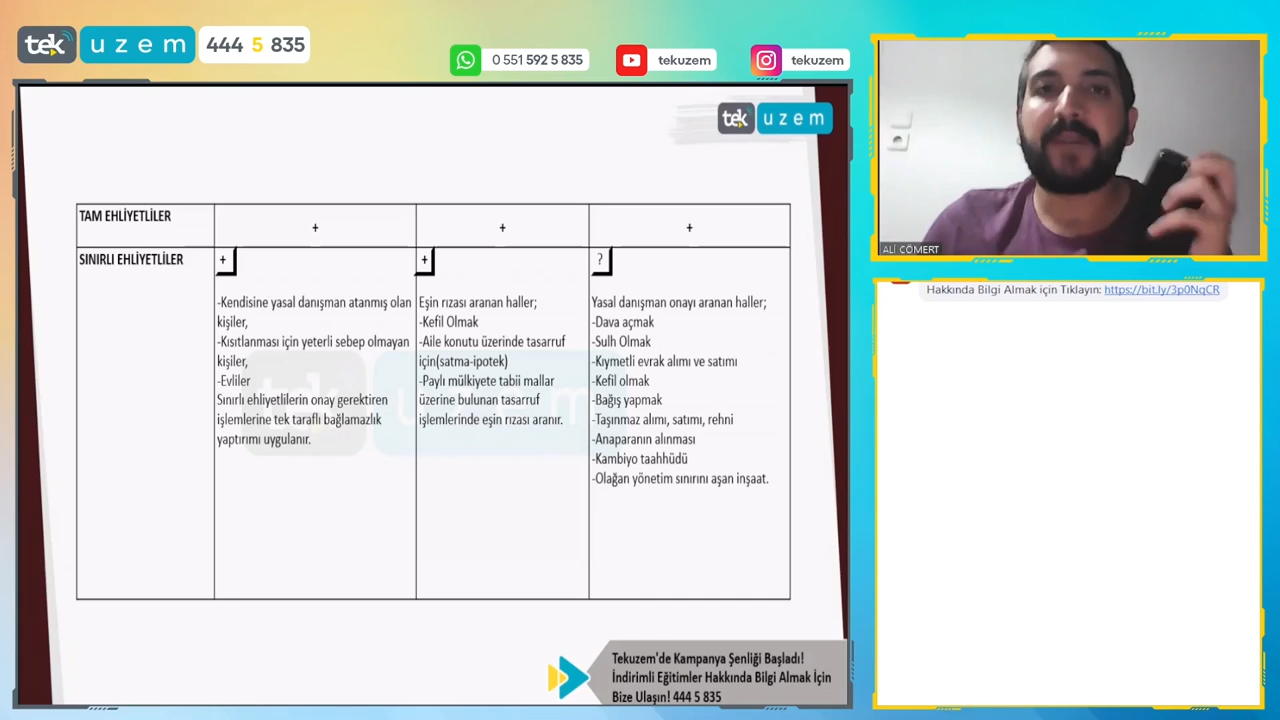 tek uzem 444 5 835
0 551 592 5 835
tekuzem
tekuzem
tek uzem
TAM EHLİYETLİLER + + +
SINIRLI EHLİYETLİLER + + ?
-Kendisine yasal danışman atanmış olan
kişiler,
-Kısıtlanması için yeterli sebep olmayan
kişiler,
-Evliler
Sınırlı ehliyetlilerin onay gerektiren
işlemlerine tek taraflı bağlamazlık
yaptırımı uygulanır.
Eşin rızası aranan haller;
-Kefil Olmak
-Aile konutu üzerinde tasarruf
için(satma-ipotek)
-Paylı mülkiyete tabii mallar
üzerine bulunan tasarruf
işlemlerinde eşin rızası aranır.
Yasal danışman onayı aranan haller;
-Dava açmak
-Sulh Olmak
-Kıymetli evrak alımı ve satımı
-Kefil olmak
-Bağış yapmak
-Taşınmaz alımı, satımı, rehni
-Anaparanın alınması
-Kambiyo taahhüdü
-Olağan yönetim sınırını aşan inşaat.
Tekuzem'de Kampanya Şenliği Başladı!
İndirimli Eğitimler Hakkında Bilgi Almak İçin
Bize Ulaşın! 444 5 835
ALİ CÖMERT
Hakkında Bilgi Almak için Tıklayın: https://bit.ly/3p0NqCR